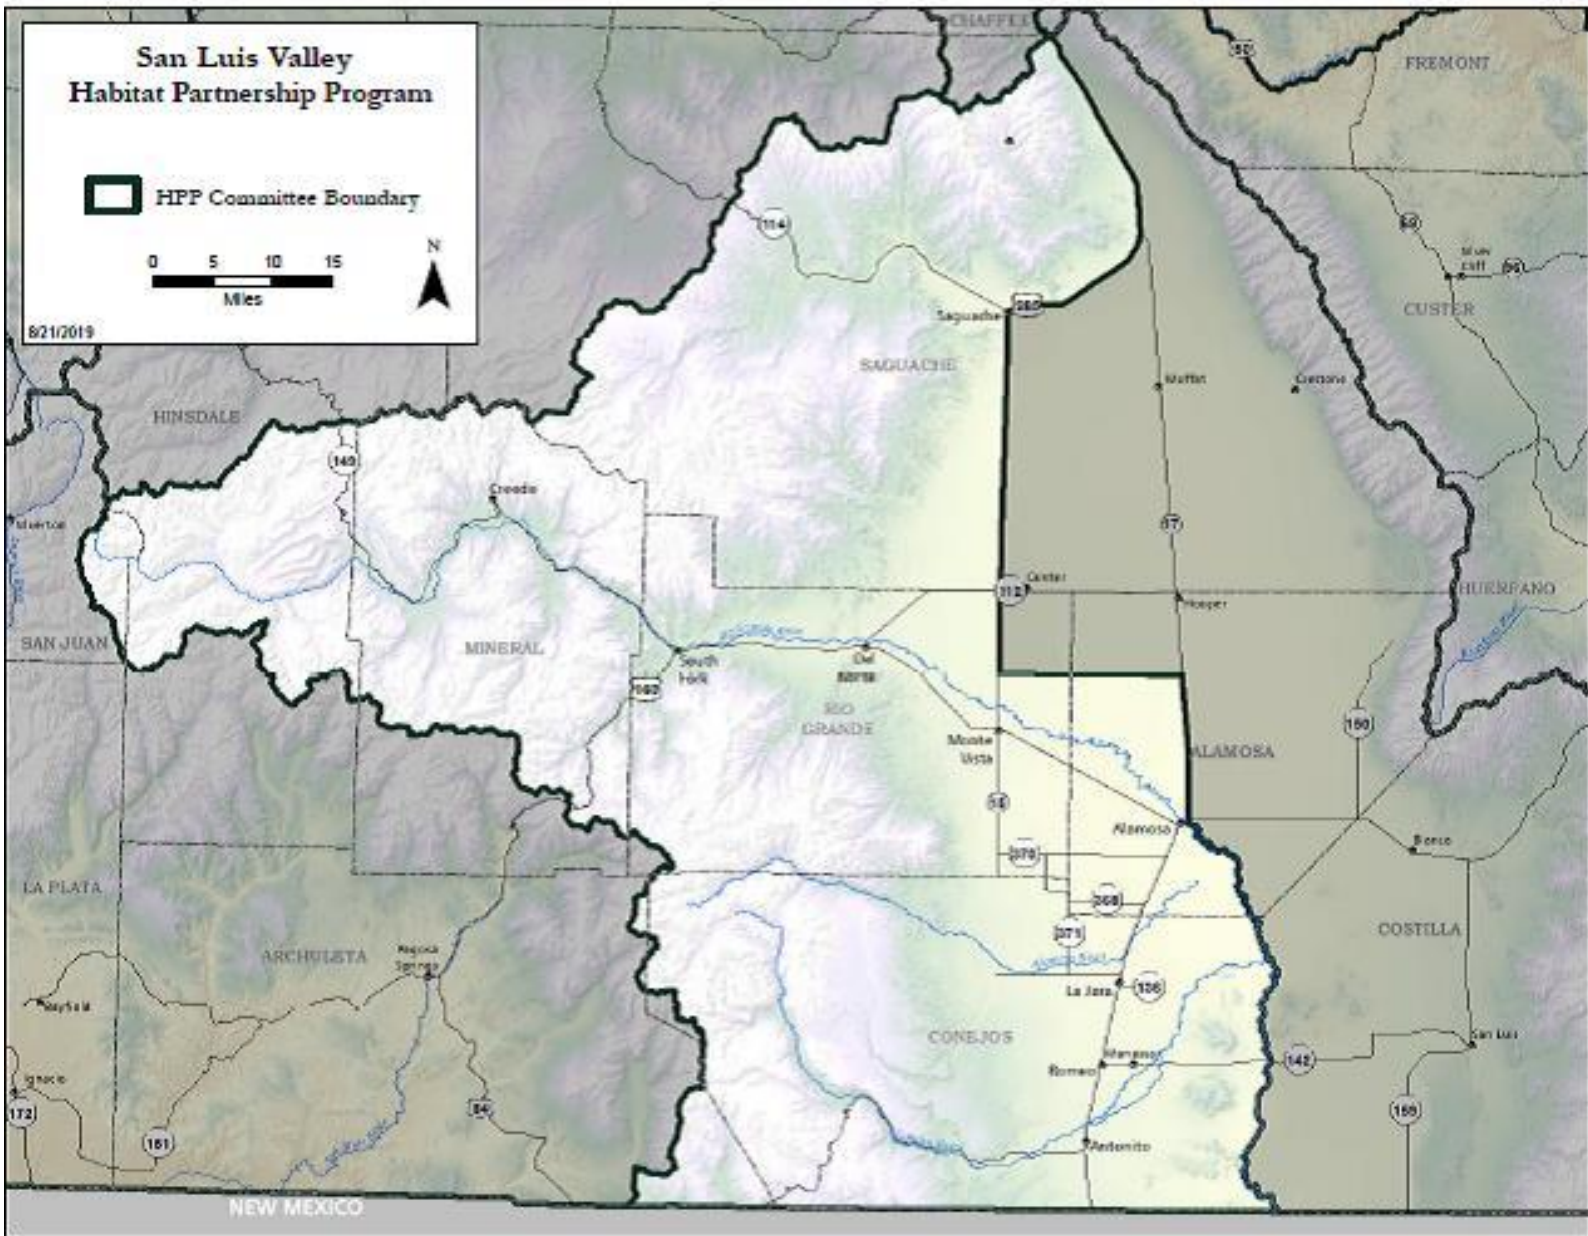 San Luis Valley
Habitat Partnership Program
HPP Committee Boundary
0 5 10 15
Miles
N
8/21/2019
CHAFFEE
50
FREMONT
69
96
CUSTER
114
285
Saguache
SAGUACHE
Moffat
Crestone
HINSDALE
149
Creede
17
Center
112
Hooper
HUERFANO
SAN JUAN
MINERAL
South
Fork
Del
Norte
160
RIO
GRANDE
Monte
Vista
150
ALAMOSA
15
Alamosa
370
Blanca
LA PLATA
368
371
COSTILLA
ARCHULETA
Pagosa
Springs
Bayfield
La Jara
136
CONEJOS
Manassa
Romeo
142
San Luis
Ignacio
172
84
151
159
Antonito
NEW MEXICO